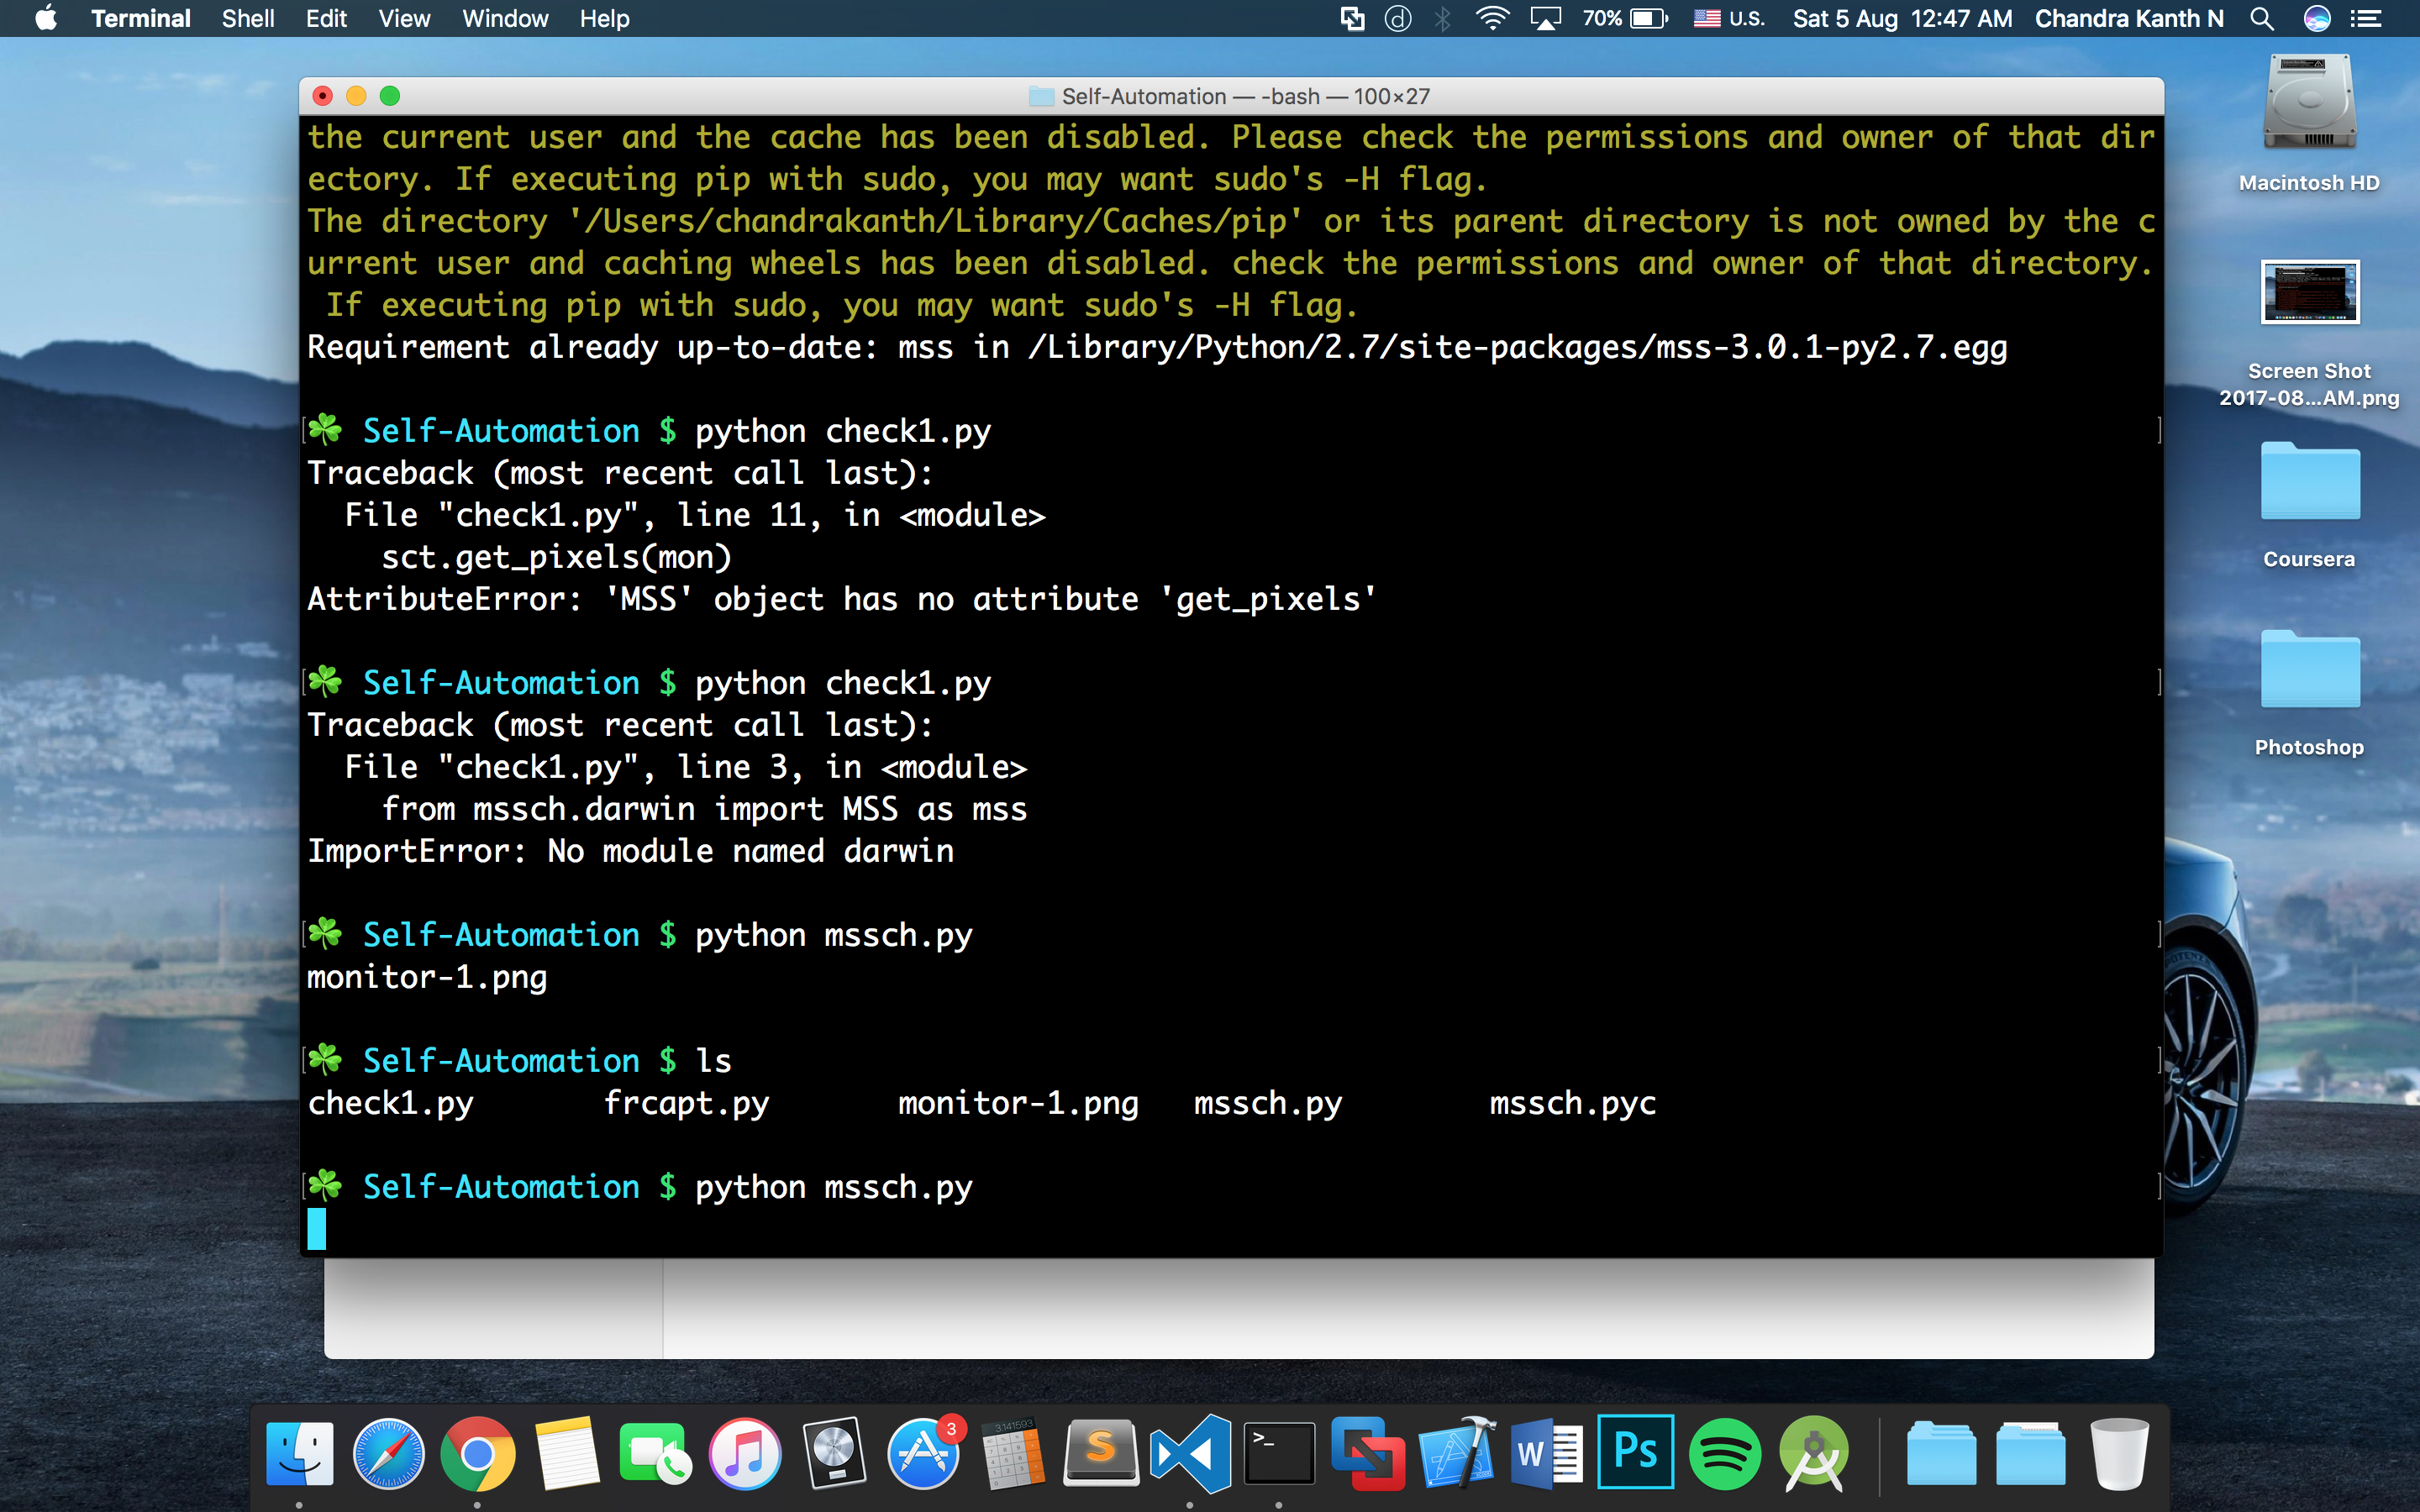 Terminal Shell Edit View Window Help 70% U.S. Sat 5 Aug 12:47 AM Chandra Kanth N
Self-Automation — -bash — 100×27
the current user and the cache has been disabled. Please check the permissions and owner of that dir
ectory. If executing pip with sudo, you may want sudo's -H flag.
The directory '/Users/chandrakanth/Library/Caches/pip' or its parent directory is not owned by the c
urrent user and caching wheels has been disabled. check the permissions and owner of that directory.
 If executing pip with sudo, you may want sudo's -H flag.
Requirement already up-to-date: mss in /Library/Python/2.7/site-packages/mss-3.0.1-py2.7.egg
[☘️ Self-Automation $ python check1.py ]
Traceback (most recent call last):
  File "check1.py", line 11, in <module>
    sct.get_pixels(mon)
AttributeError: 'MSS' object has no attribute 'get_pixels'
[☘️ Self-Automation $ python check1.py ]
Traceback (most recent call last):
  File "check1.py", line 3, in <module>
    from mssch.darwin import MSS as mss
ImportError: No module named darwin
[☘️ Self-Automation $ python mssch.py ]
monitor-1.png
[☘️ Self-Automation $ ls ]
check1.py frcapt.py monitor-1.png mssch.py mssch.pyc
[☘️ Self-Automation $ python mssch.py ]
Macintosh HD
Screen Shot
2017-08...AM.png
Coursera
Photoshop
3
3.141593
S
>_
W
Ps